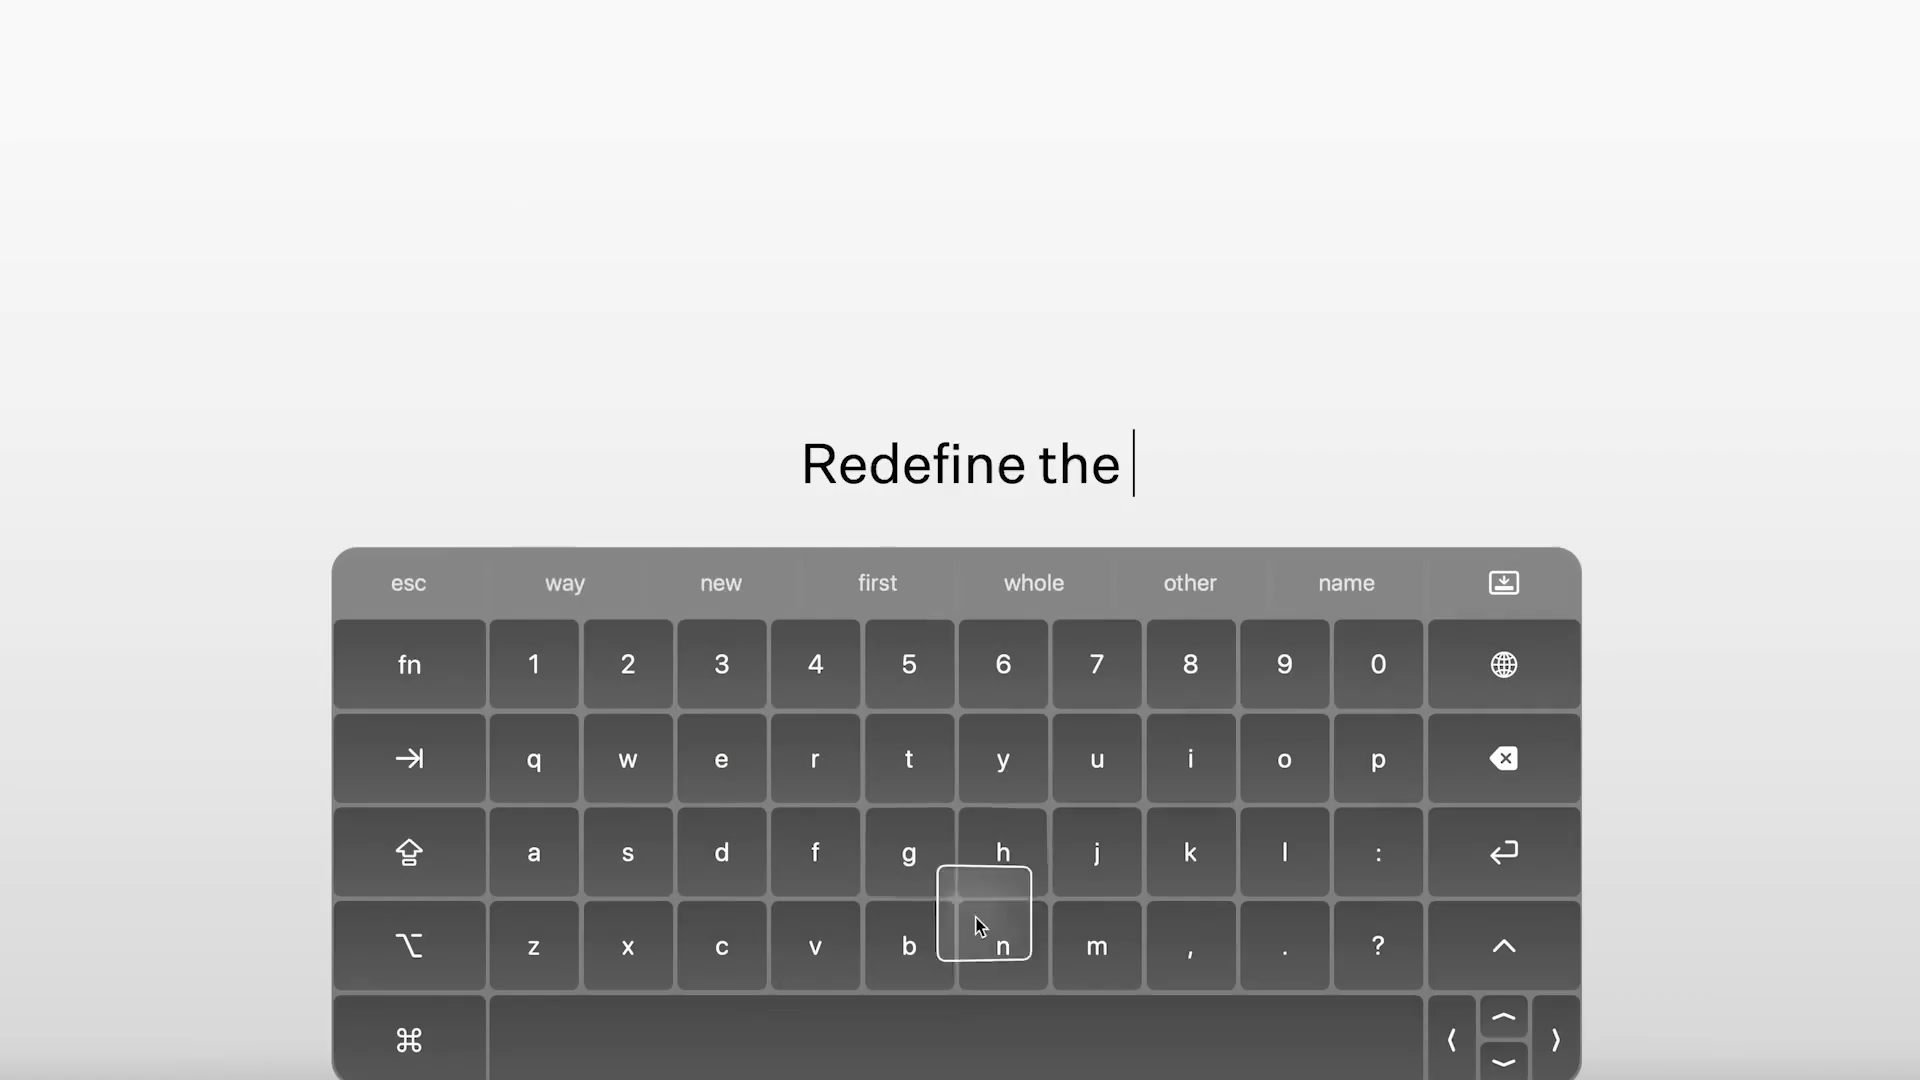 Redefine the
esc way new first whole other name
fn 1 2 3 4 5 6 7 8 9 0
q w e r t y u i o p
a s d f g h j k l :
z x c v b n m , . ?